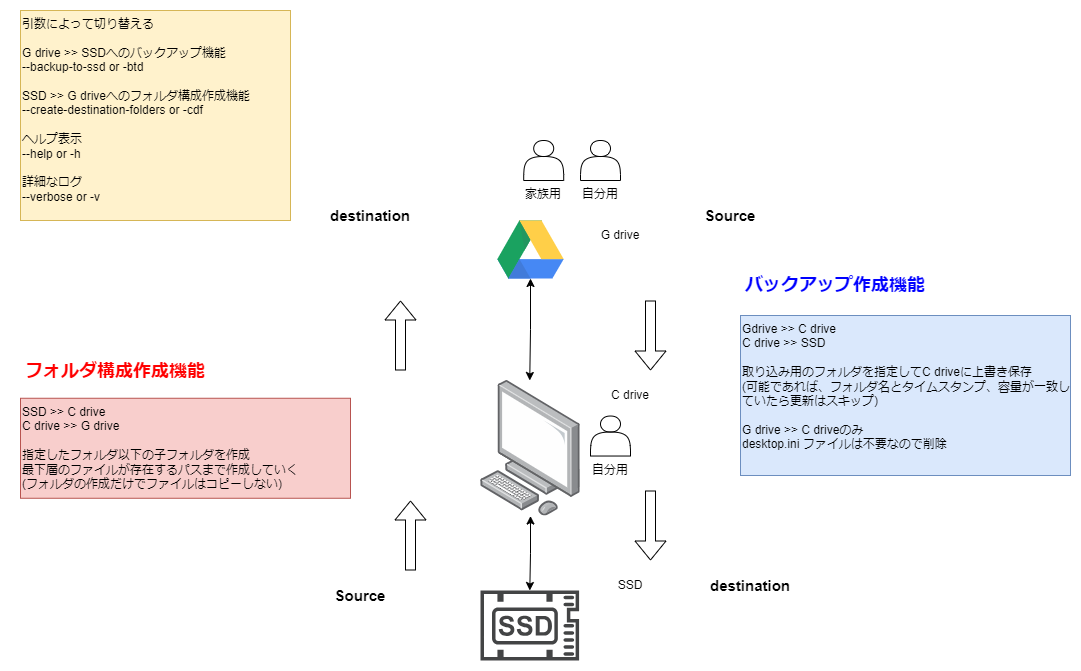 引数によって切り替える
G drive >> SSDへのバックアップ機能
--backup-to-ssd or -btd
SSD >> G driveへのフォルダ構成作成機能
--create-destination-folders or -cdf
ヘルプ表示
--help or -h
詳細なログ
--verbose or -v
家族用
自分用
destination
Source
G drive
バックアップ作成機能
Gdrive >> C drive
C drive >> SSD
取り込み用のフォルダを指定してC driveに上書き保存
(可能であれば、フォルダ名とタイムスタンプ、容量が一致し
ていたら更新はスキップ)
G drive >> C driveのみ
desktop.ini ファイルは不要なので削除
フォルダ構成作成機能
SSD >> C drive
C drive >> G drive
指定したフォルダ以下の子フォルダを作成
最下層のファイルが存在するパスまで作成していく
(フォルダの作成だけでファイルはコピーしない)
C drive
自分用
Source
SSD
destination
SSD